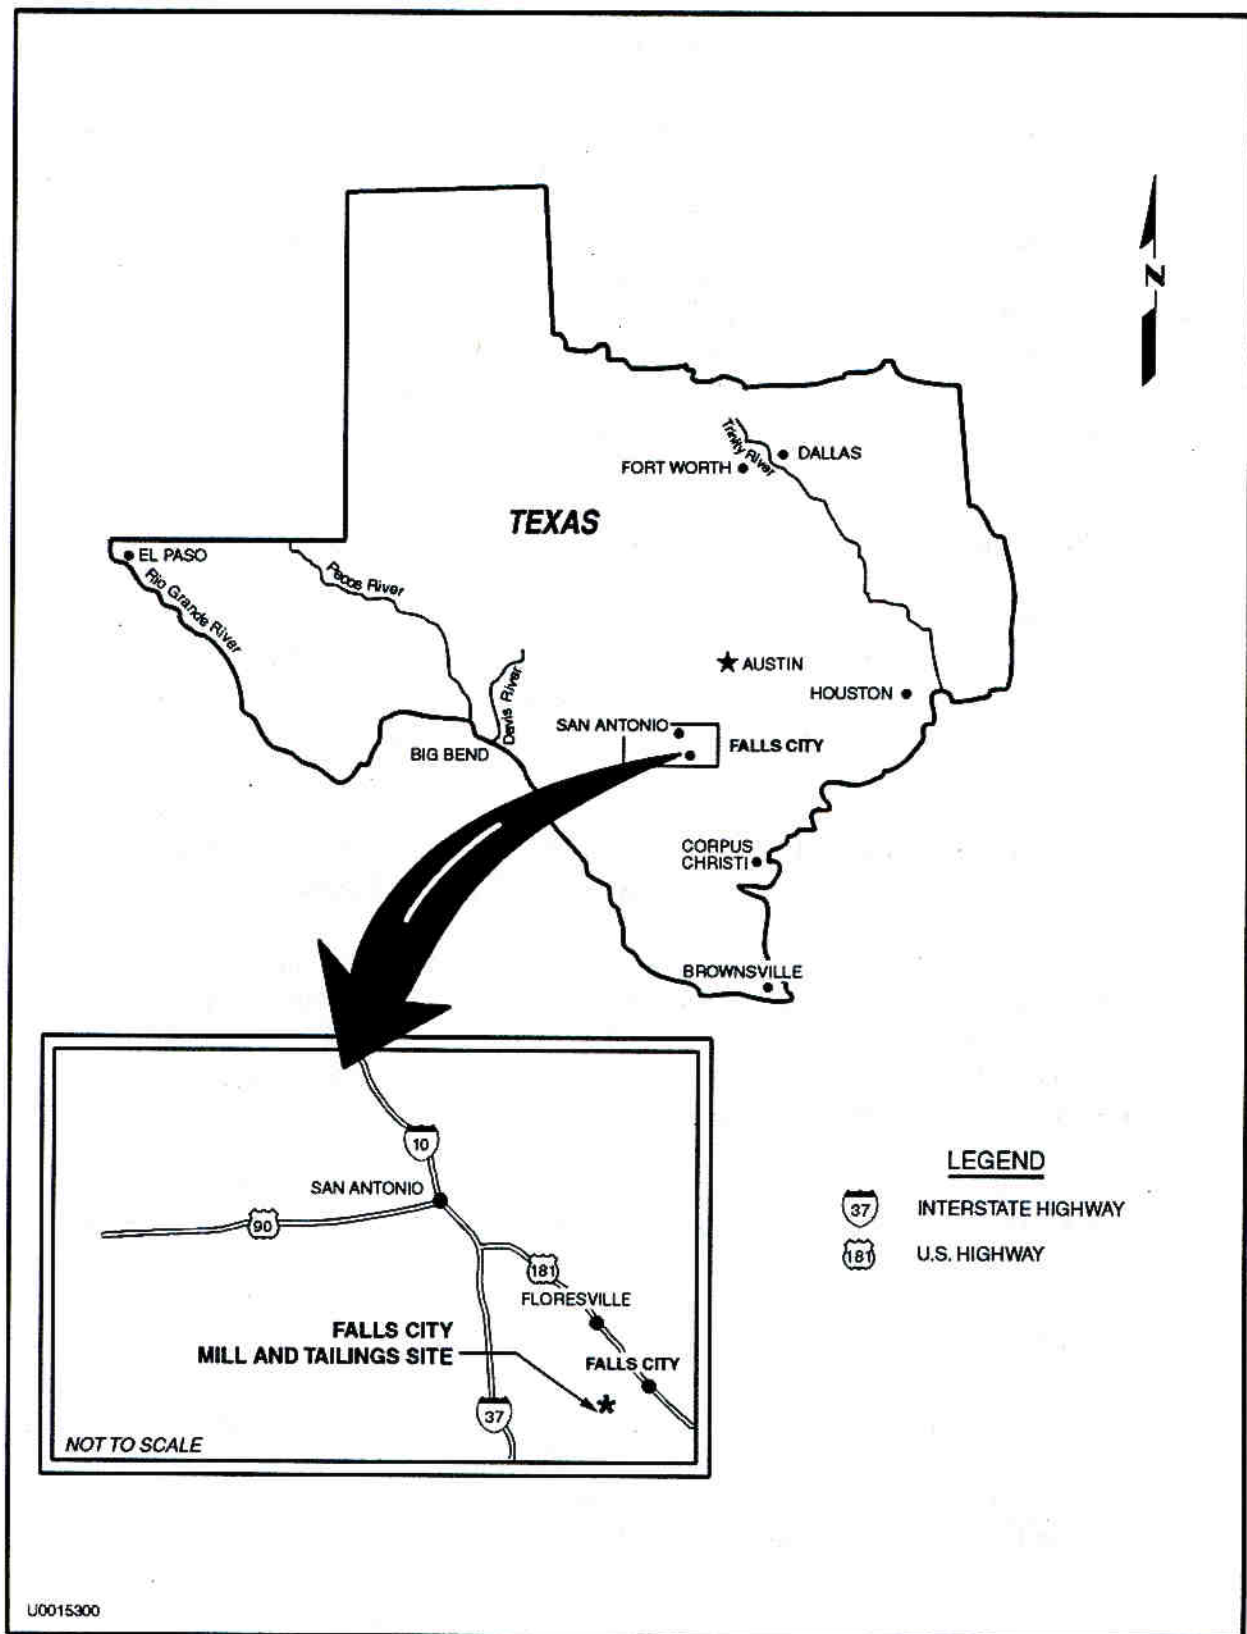 N
Trinity River
DALLAS
FORT WORTH
TEXAS
EL PASO
Rio Grande River
Pecos River
AUSTIN
Davis River
HOUSTON
SAN ANTONIO
FALLS CITY
BIG BEND
CORPUS
CHRISTI
BROWNSVILLE
10
SAN ANTONIO
90
181
FLORESVILLE
FALLS CITY
MILL AND TAILINGS SITE
FALLS CITY
37
NOT TO SCALE
LEGEND
37 INTERSTATE HIGHWAY
181 U.S. HIGHWAY
U0015300